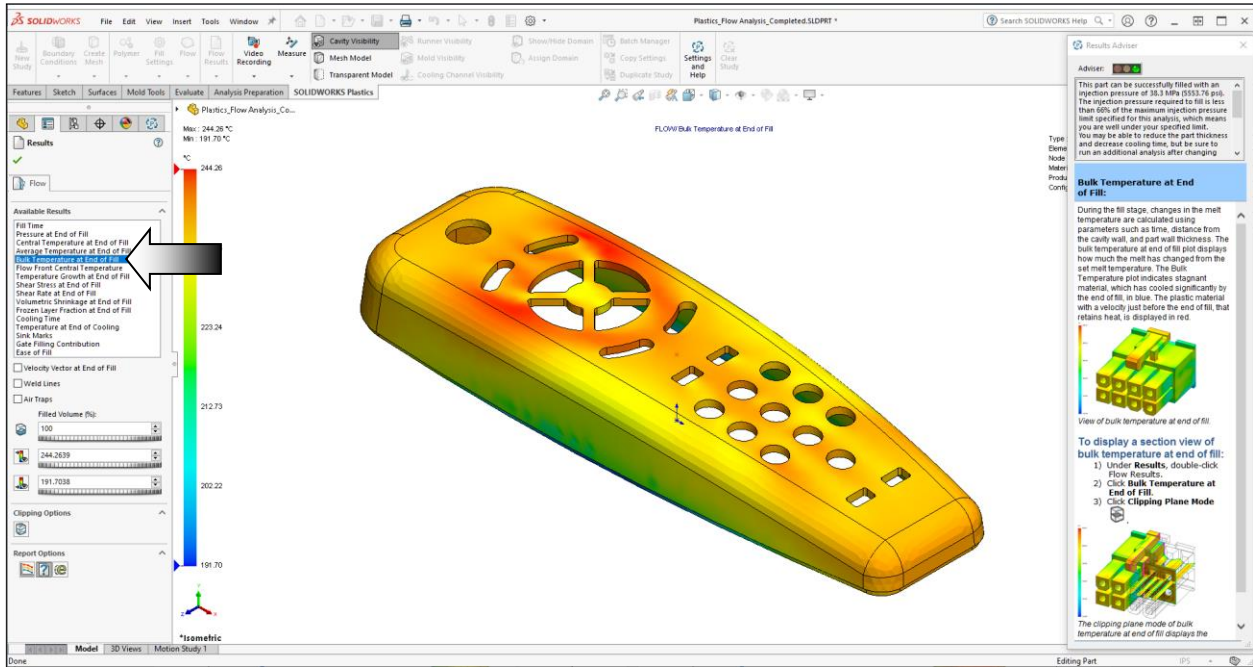 SOLIDWORKS File Edit View Insert Tools Window Plastics_Flow Analysis_Completed.SLDPRT * Search SOLIDWORKS Help
New Study
Boundary Conditions
Create Mesh
Polymer
Fill Settings
Flow
Flow Results
Video Recording
Measure
Cavity Visibility
Mesh Model
Transparent Model
Runner Visibility
Mold Visibility
Cooling Channel Visibility
Show/Hide Domain
Assign Domain
Batch Manager
Copy Settings
Duplicate Study
Settings and Help
Clear Study
Features Sketch Surfaces Mold Tools Evaluate Analysis Preparation SOLIDWORKS Plastics
Plastics_Flow Analysis_Co...
Results
Flow
Available Results
Fill Time
Pressure at End of Fill
Central Temperature at End of Fill
Average Temperature at End of Fill
Bulk Temperature at End of Fill
Flow Front Central Temperature
Temperature Growth at End of Fill
Shear Stress at End of Fill
Shear Rate at End of Fill
Volumetric Shrinkage at End of Fill
Frozen Layer Fraction at End of Fill
Cooling Time
Temperature at End of Cooling
Sink Marks
Gate Filling Contribution
Ease of Fill
Velocity Vector at End of Fill
Weld Lines
Air Traps
Filled Volume (%):
100
244.2639
191.7038
Clipping Options
Report Options
Max : 244.26 °C
Min : 191.70 °C
°C
244.26
223.24
212.73
202.22
191.70
FLOW/Bulk Temperature at End of Fill
Type
Eleme
Node
Materi
Produ
Config
*Isometric
Results Adviser
Adviser:
This part can be successfully filled with an
injection pressure of 38.3 MPa (5553.76 psi).
The injection pressure required to fill is less
than 66% of the maximum injection pressure
limit specified for this analysis, which means
you are well under your specified limit.
You may be able to reduce the part thickness
and decrease cooling time, but be sure to
run an additional analysis after changing
Bulk Temperature at End
of Fill:
During the fill stage, changes in the melt
temperature are calculated using
parameters such as time, distance from
the cavity wall, and part wall thickness. The
bulk temperature at end of fill plot displays
how much the melt has changed from the
set melt temperature. The Bulk
Temperature plot indicates stagnant
material, which has cooled significantly by
the end of fill, in blue. The plastic material
with a velocity just before the end of fill, that
retains heat, is displayed in red.
View of bulk temperature at end of fill.
To display a section view of
bulk temperature at end of fill:
1) Under Results, double-click
Flow Results.
2) Click Bulk Temperature at
End of Fill.
3) Click Clipping Plane Mode
.
The clipping plane mode of bulk
temperature at end of fill displays the
Model 3D Views Motion Study 1
Done Editing Part IPS